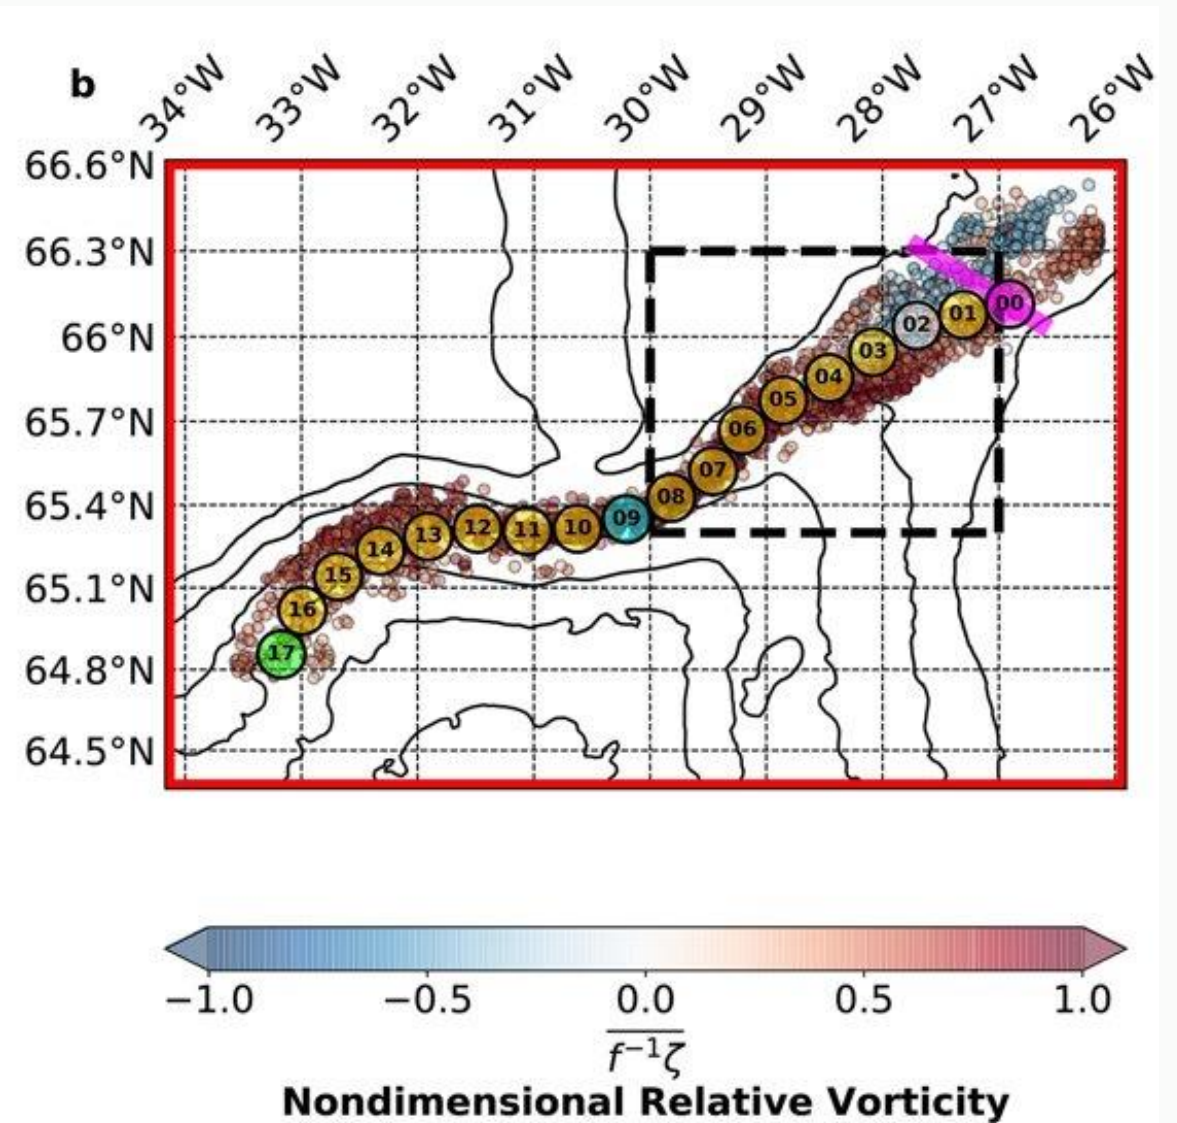 b
34°W 33°W 32°W 31°W 30°W 29°W 28°W 27°W 26°W
66.6°N
66.3°N
66°N
65.7°N
65.4°N
65.1°N
64.8°N
64.5°N
00
01
02
03
04
05
06
07
08
09
10
11
12
13
14
15
16
17
−1.0 −0.5 0.0 0.5 1.0
f⁻¹ζ
Nondimensional Relative Vorticity